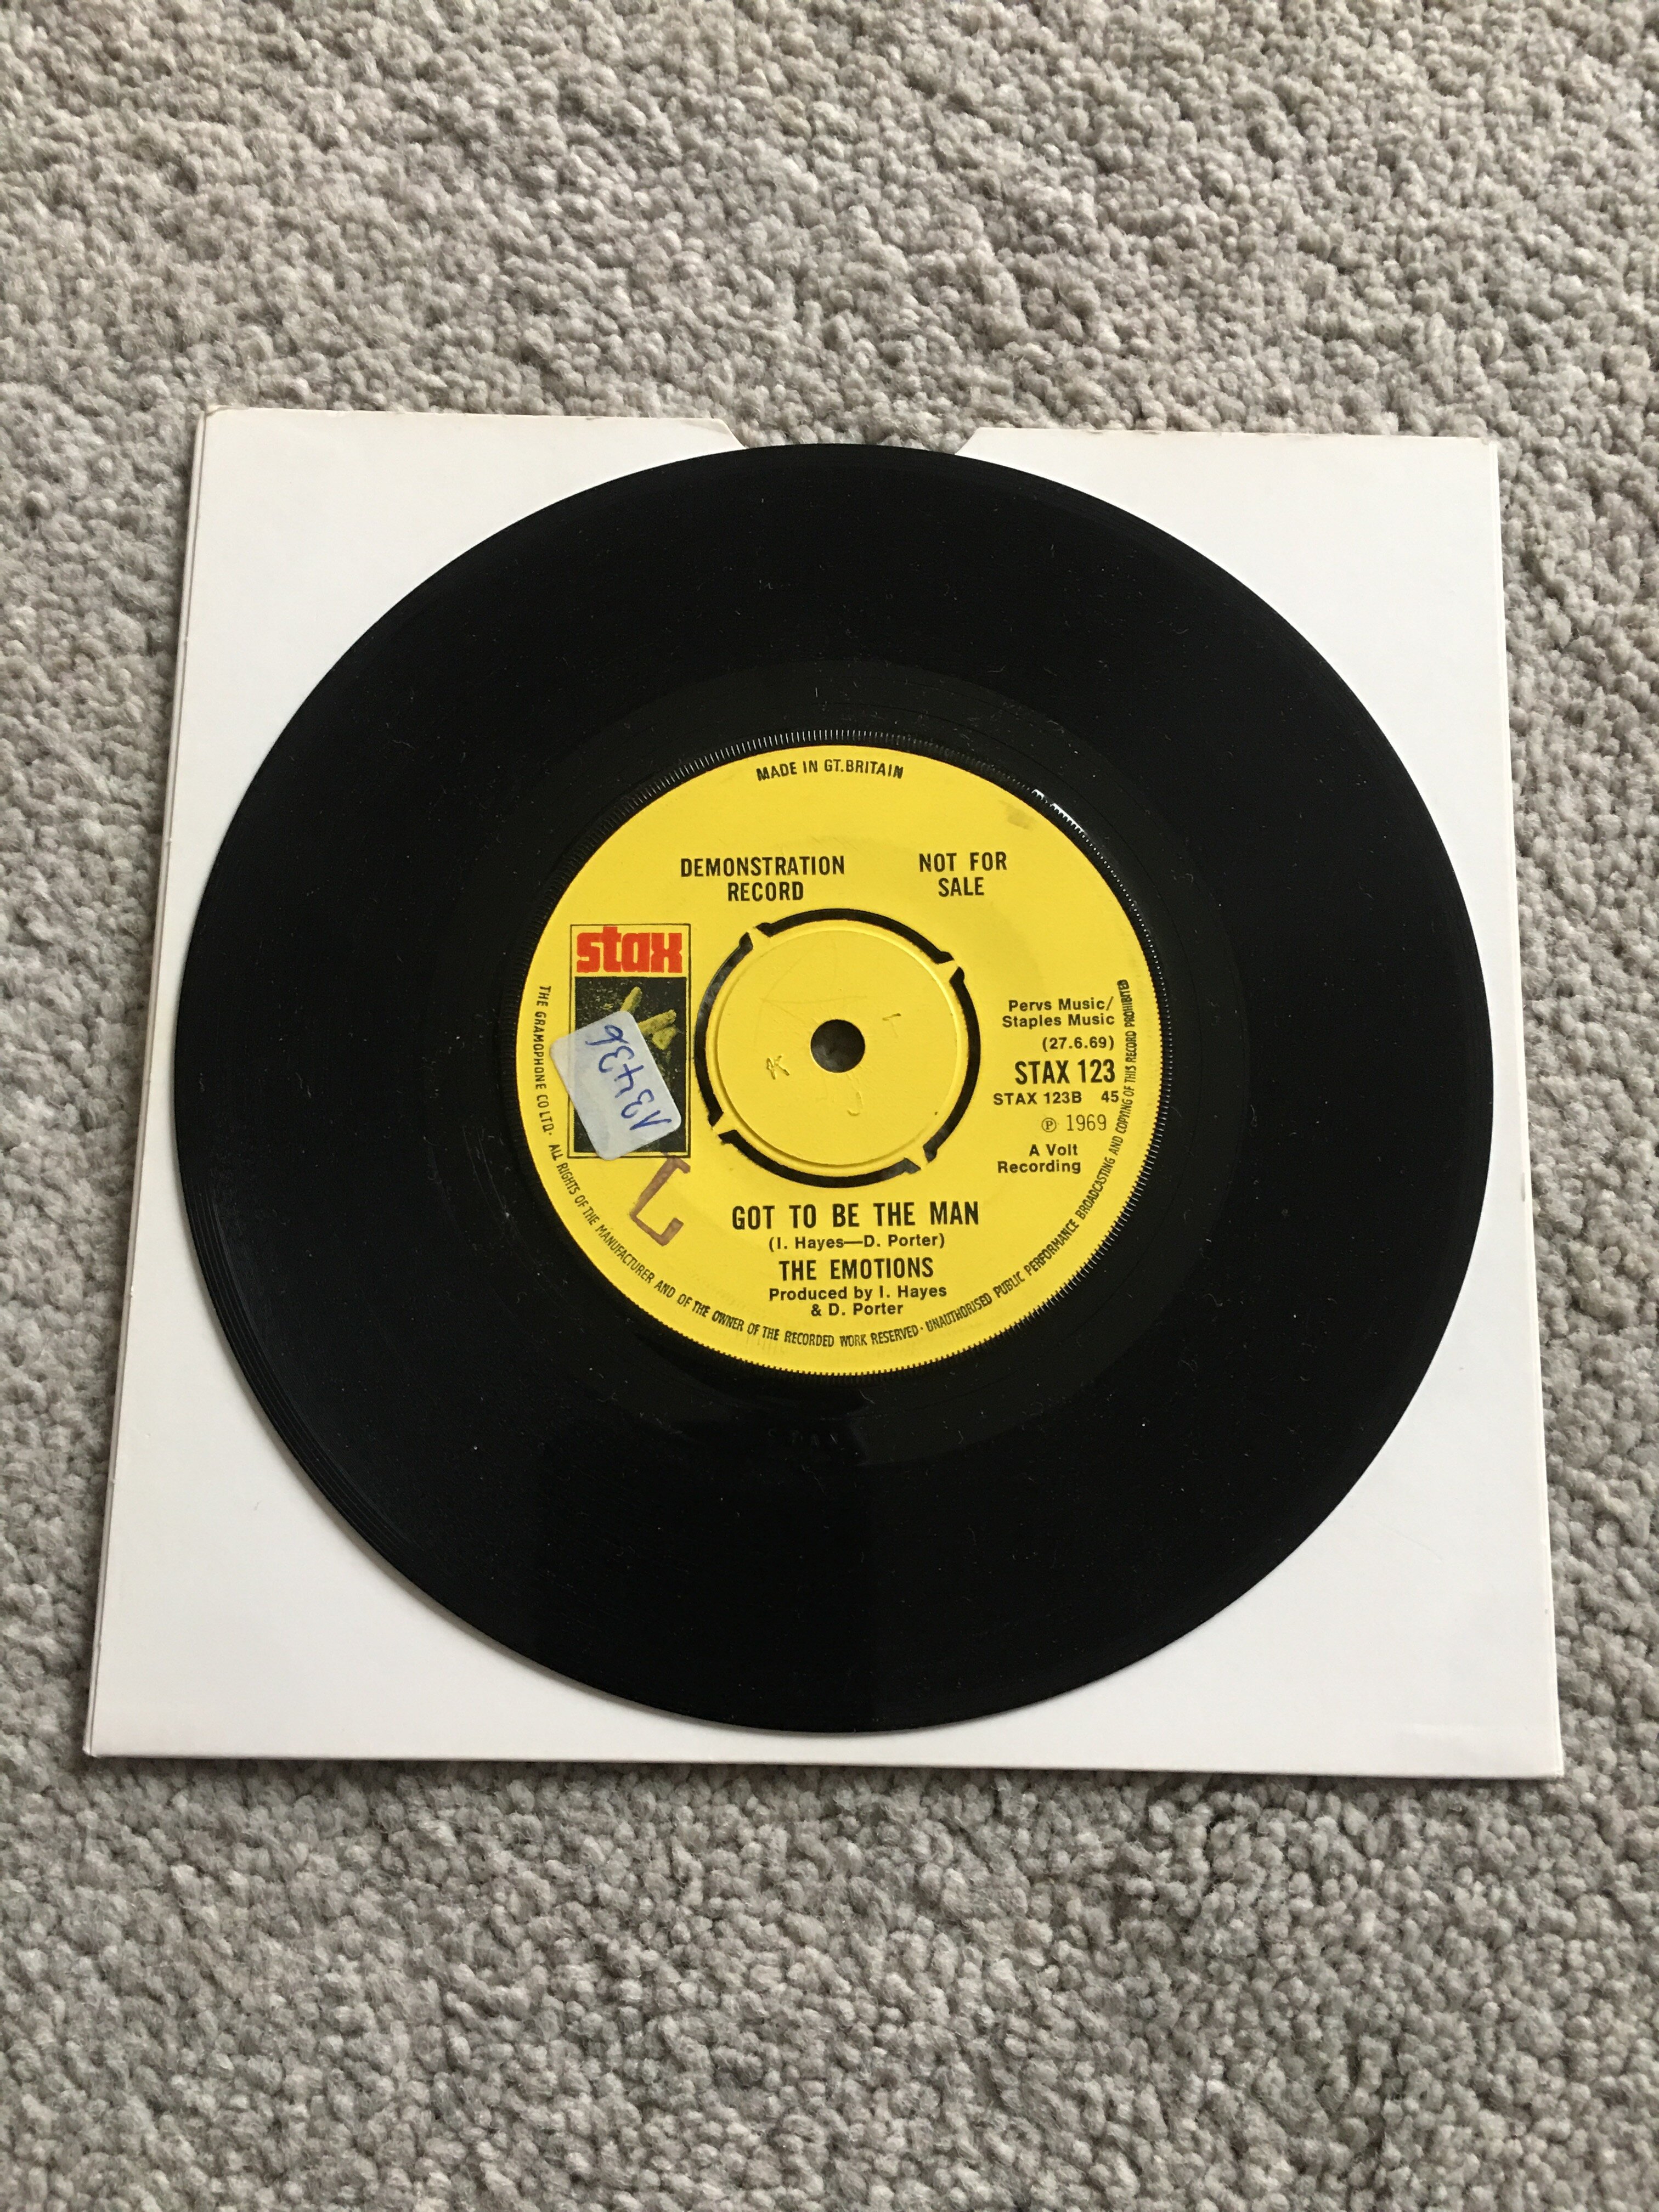 MADE IN GT.BRITAIN
DEMONSTRATION
RECORD
NOT FOR
SALE
stax
Pervs Music/
Staples Music
(27.6.69)
STAX 123
STAX 123B 45
℗ 1969
A Volt
Recording
GOT TO BE THE MAN
(I. Hayes—D. Porter)
THE EMOTIONS
Produced by I. Hayes
& D. Porter
THE GRAMOPHONE CO LTD· ALL RIGHTS OF THE MANUFACTURER AND OF THE OWNER OF THE RECORDED WORK RESERVED· UNAUTHORISED PUBLIC PERFORMANCE BROADCASTING AND COPYING OF THIS RECORD PROHIBITED
K